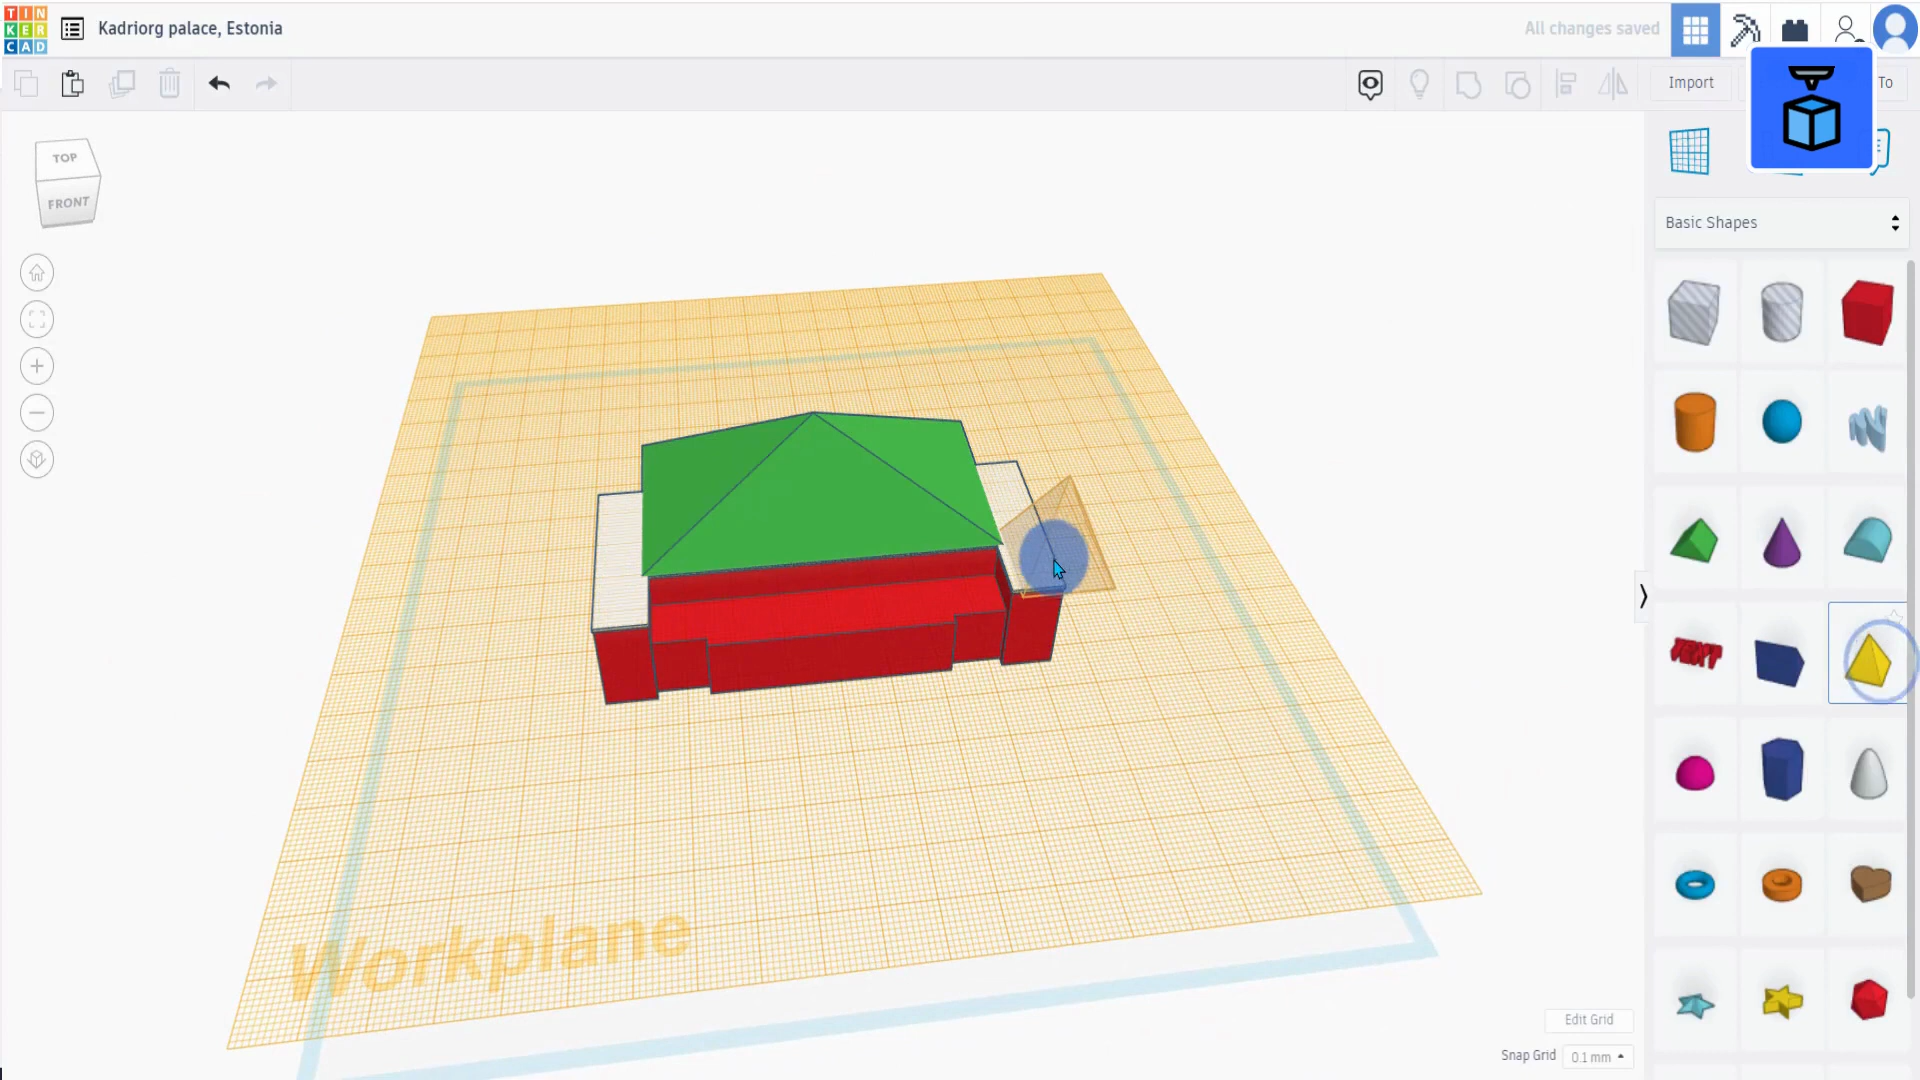 TIN
KER
CAD
Kadriorg palace, Estonia
All changes saved
Import
To
TOP
FRONT
Basic Shapes
TEXT
Workplane
Edit Grid
Snap Grid
0.1 mm